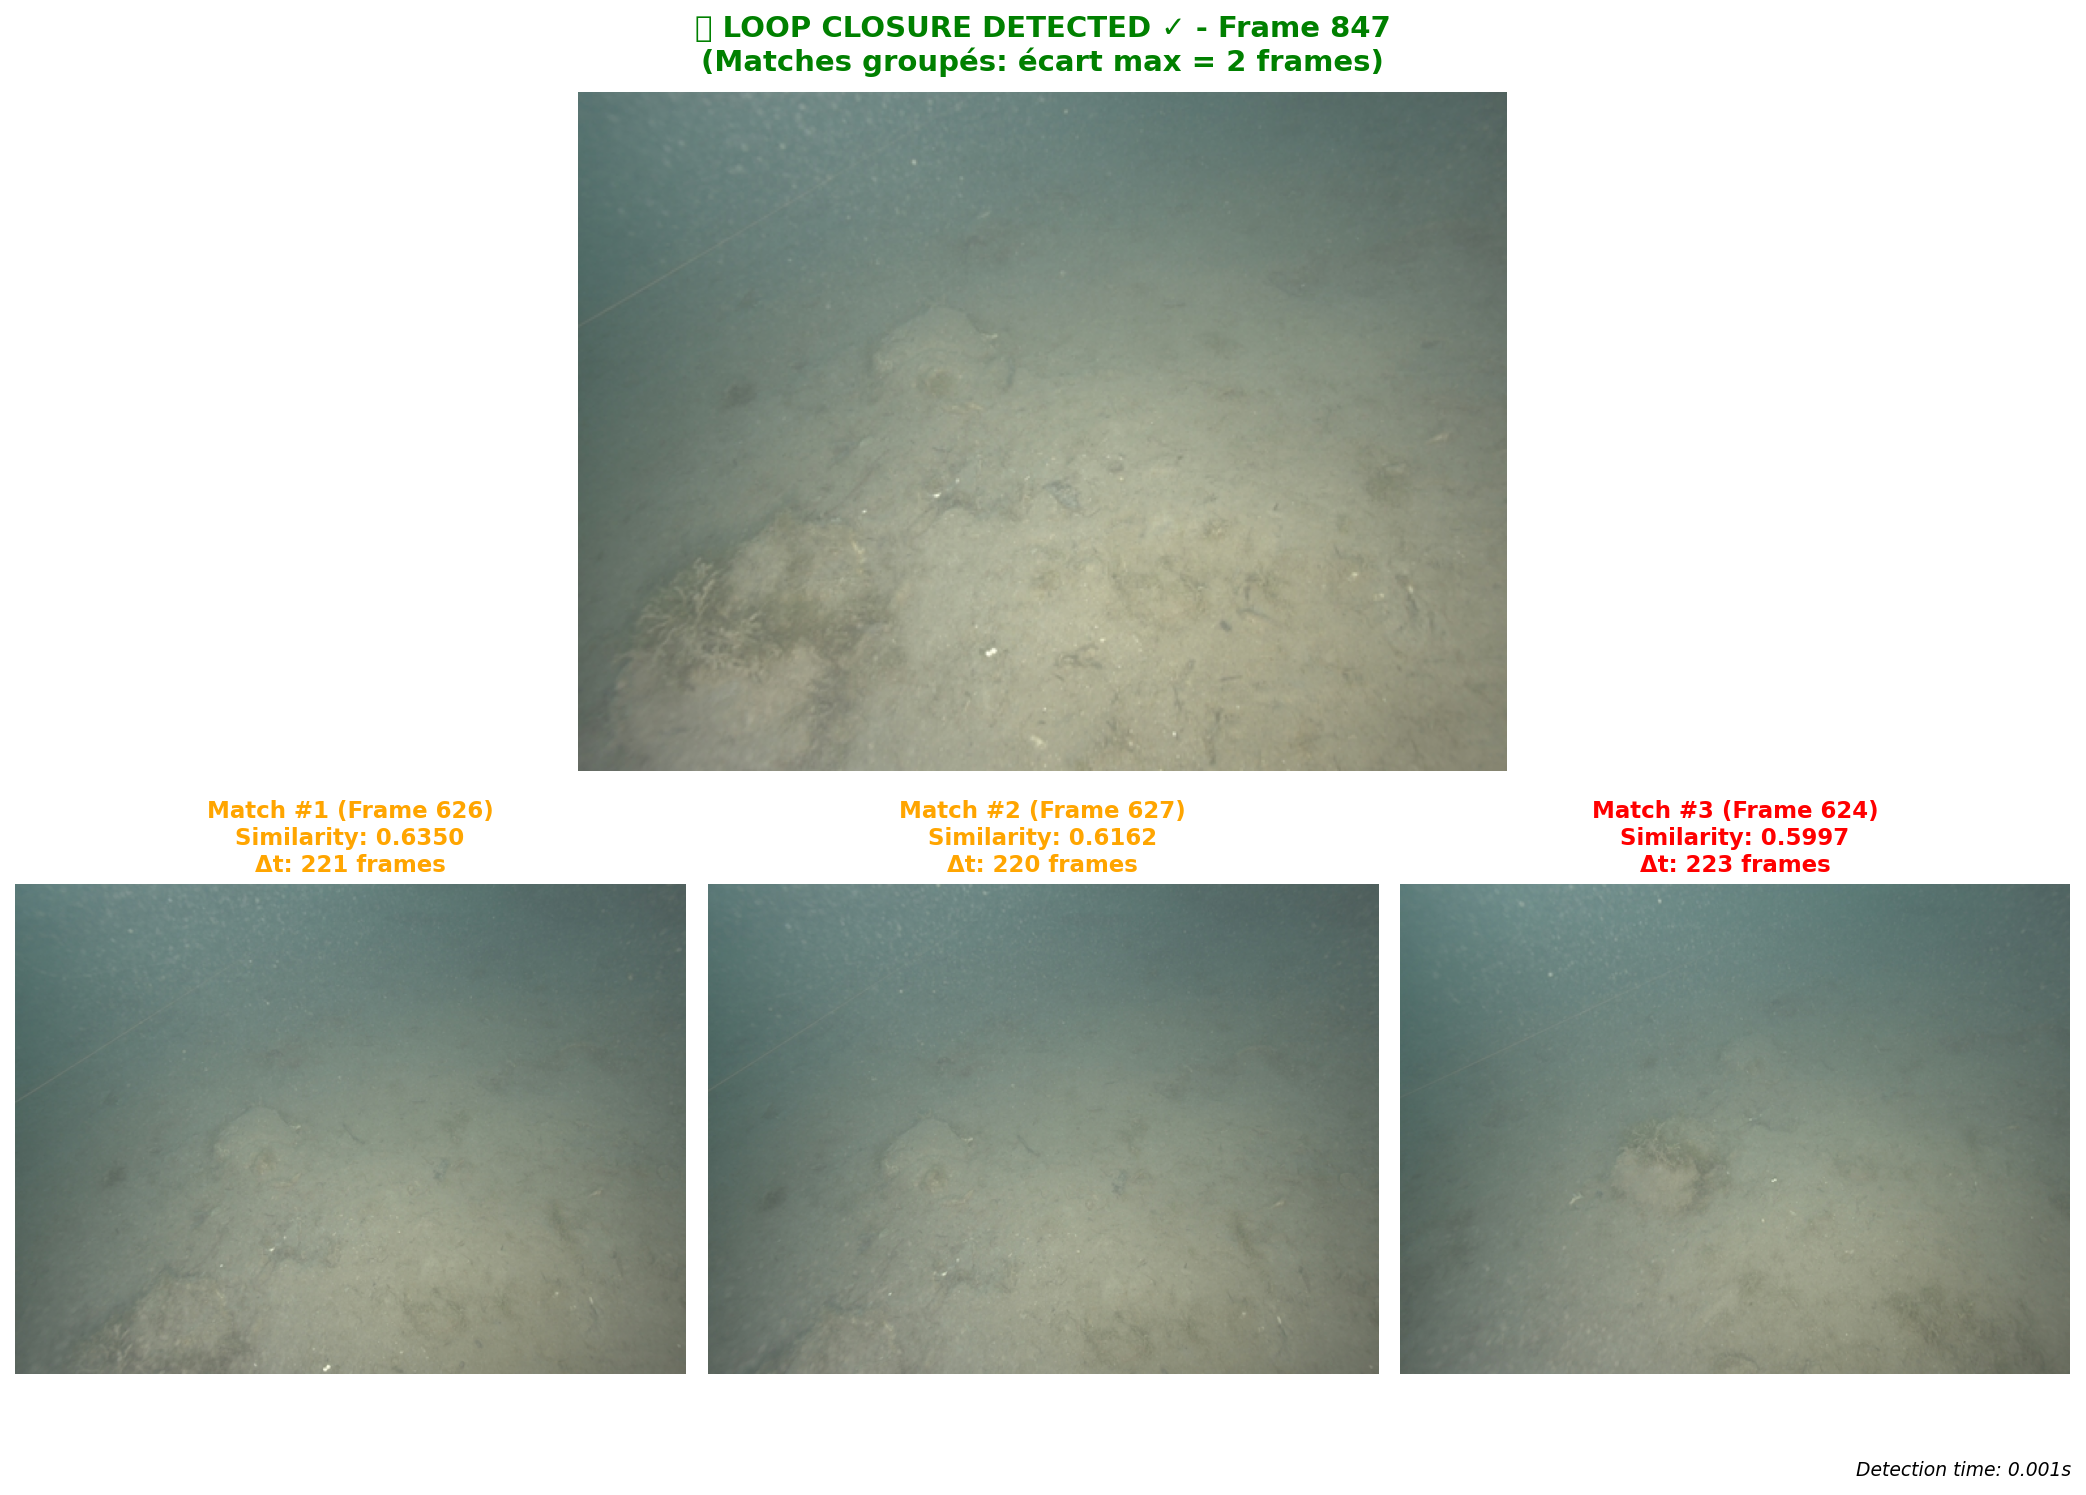 ▯ LOOP CLOSURE DETECTED ✓ - Frame 847
(Matches groupés: écart max = 2 frames)
Match #1 (Frame 626)
Similarity: 0.6350
Δt: 221 frames
Match #2 (Frame 627)
Similarity: 0.6162
Δt: 220 frames
Match #3 (Frame 624)
Similarity: 0.5997
Δt: 223 frames
Detection time: 0.001s